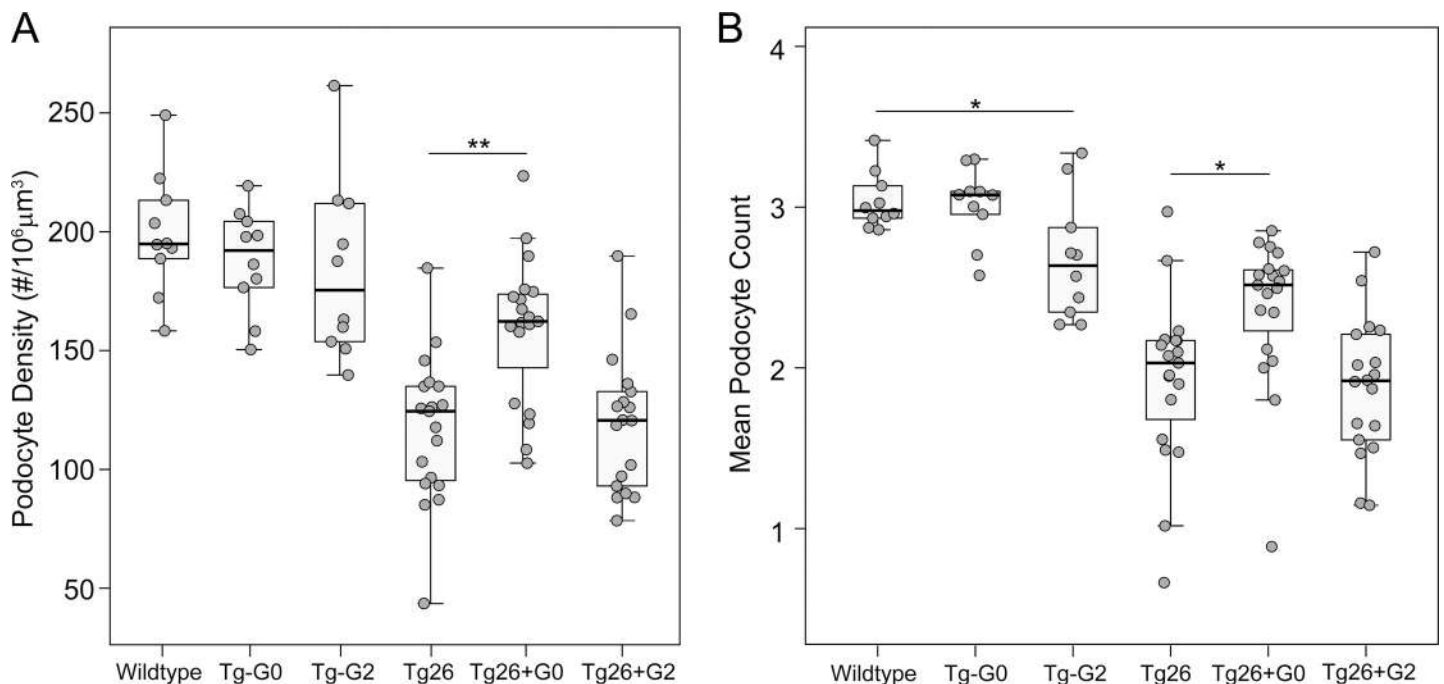 A
Podocyte Density (#/10⁶µm³)
250
200
150
100
50
**
Wildtype Tg-G0 Tg-G2 Tg26 Tg26+G0 Tg26+G2
B
Mean Podocyte Count
4
3
2
1
*
*
Wildtype Tg-G0 Tg-G2 Tg26 Tg26+G0 Tg26+G2